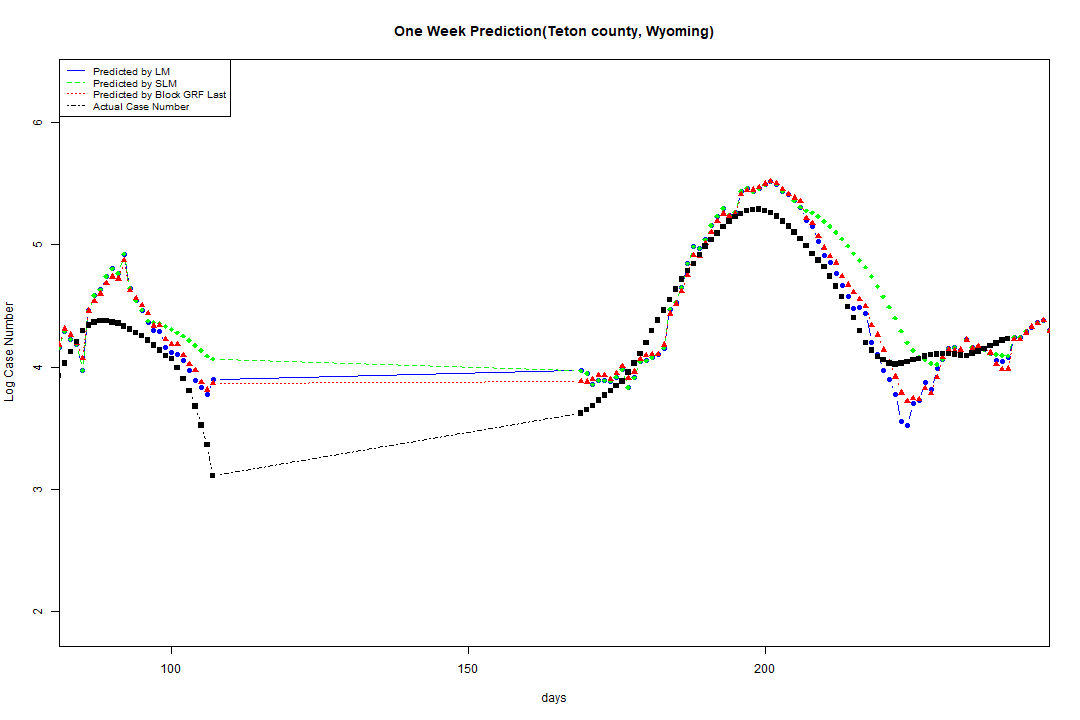 One Week Prediction(Teton county, Wyoming)
Predicted by LM
Predicted by SLM
Predicted by Block GRF Last
Actual Case Number
Log Case Number
6
5
4
3
2
100 150 200
days